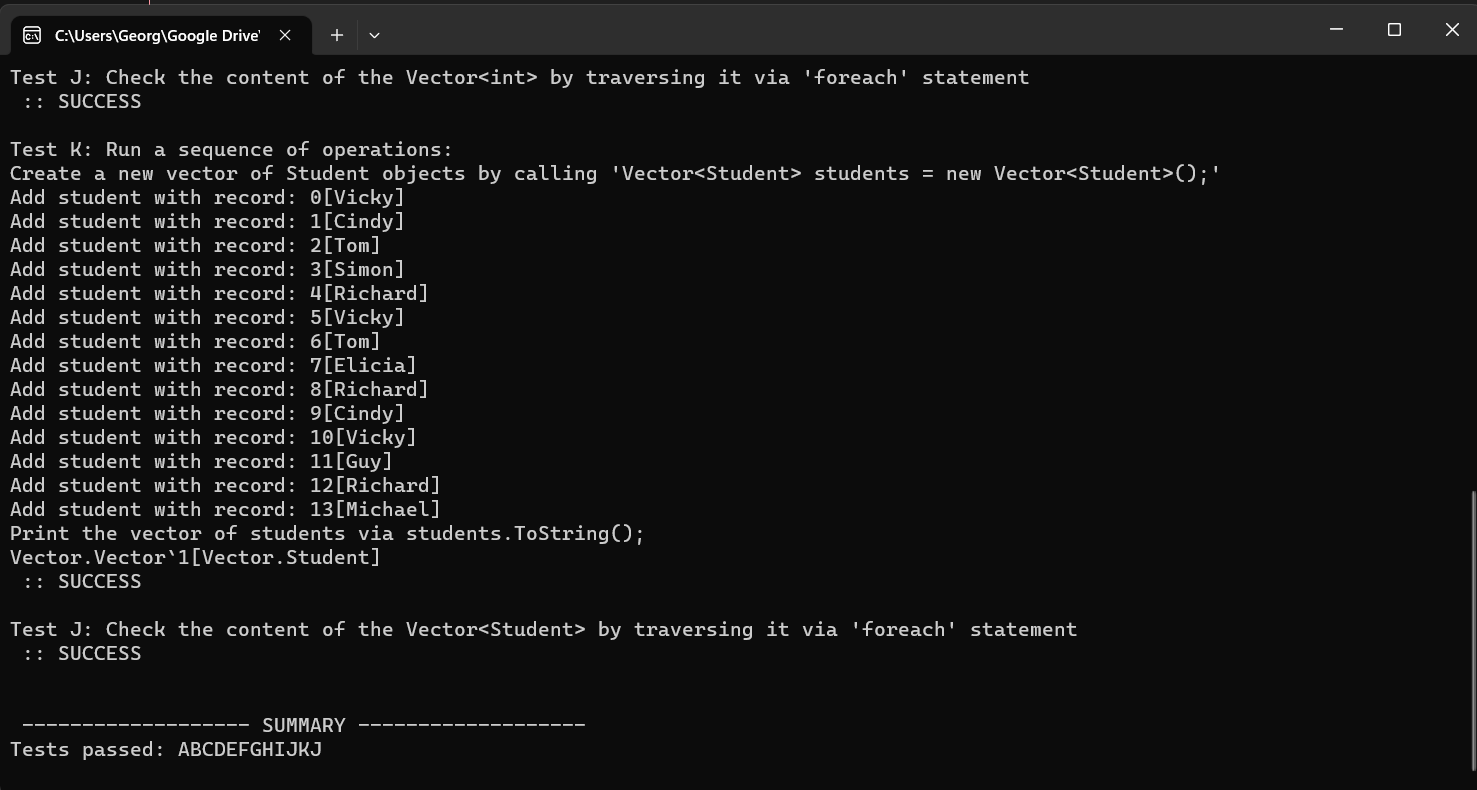 C:\Users\Georg\Google Drive\
Test J: Check the content of the Vector<int> by traversing it via 'foreach' statement
:: SUCCESS
Test K: Run a sequence of operations:
Create a new vector of Student objects by calling 'Vector<Student> students = new Vector<Student>();'
Add student with record: 0[Vicky]
Add student with record: 1[Cindy]
Add student with record: 2[Tom]
Add student with record: 3[Simon]
Add student with record: 4[Richard]
Add student with record: 5[Vicky]
Add student with record: 6[Tom]
Add student with record: 7[Elicia]
Add student with record: 8[Richard]
Add student with record: 9[Cindy]
Add student with record: 10[Vicky]
Add student with record: 11[Guy]
Add student with record: 12[Richard]
Add student with record: 13[Michael]
Print the vector of students via students.ToString();
Vector.Vector`1[Vector.Student]
:: SUCCESS
Test J: Check the content of the Vector<Student> by traversing it via 'foreach' statement
:: SUCCESS
------------------- SUMMARY -------------------
Tests passed: ABCDEFGHIJKJ